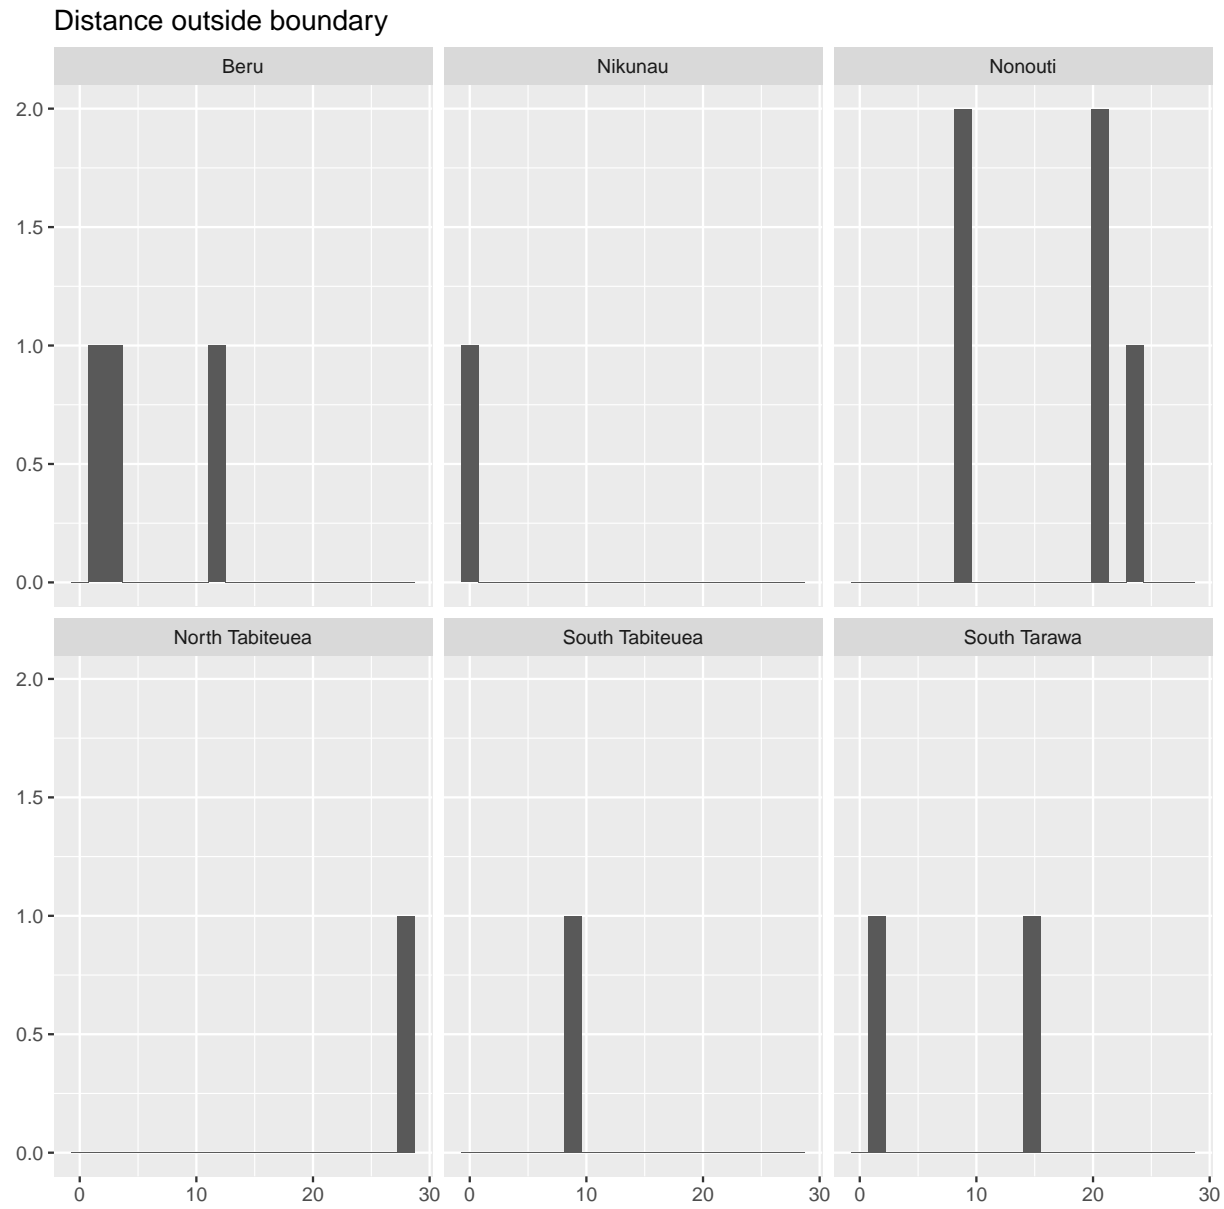 Distance outside boundary
Beru
Nikunau
Nonouti
2.0
1.5
1.0
0.5
0.0
North Tabiteuea
South Tabiteuea
South Tarawa
2.0
1.5
1.0
0.5
0.0
0 10 20 30 0 10 20 30 0 10 20 30